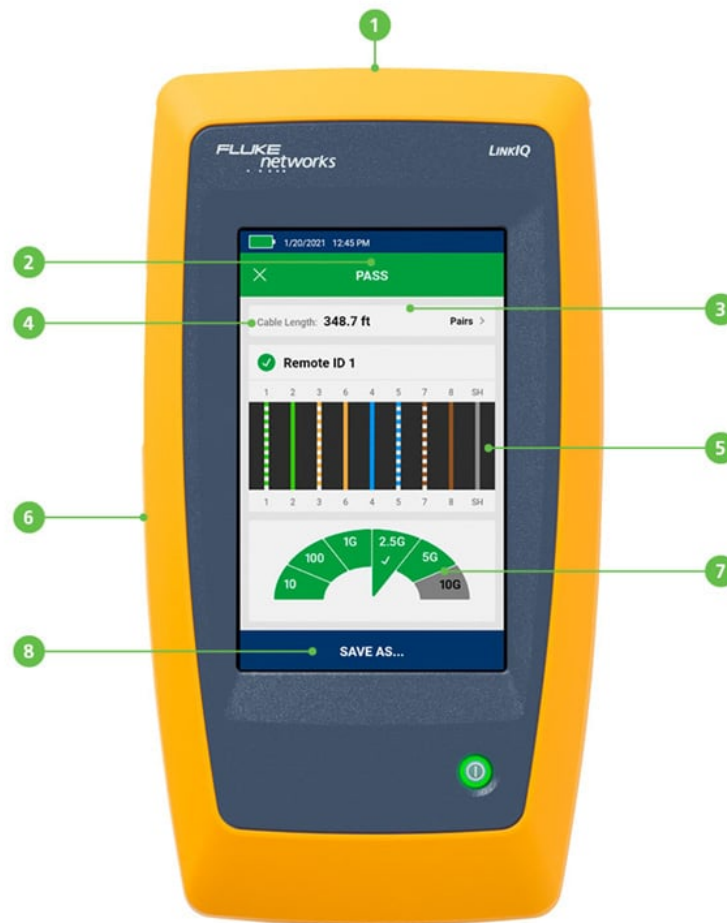 1
FLUKE
networks
LINKIQ
1/20/2021 12:45 PM
2
PASS
3
4
Cable Length: 348.7 ft Pairs >
Remote ID 1
1 2 3 6 4 5 7 8 SH
5
1 2 3 6 4 5 7 8 SH
6
10 100 1G 2.5G 5G 10G
7
8
SAVE AS...